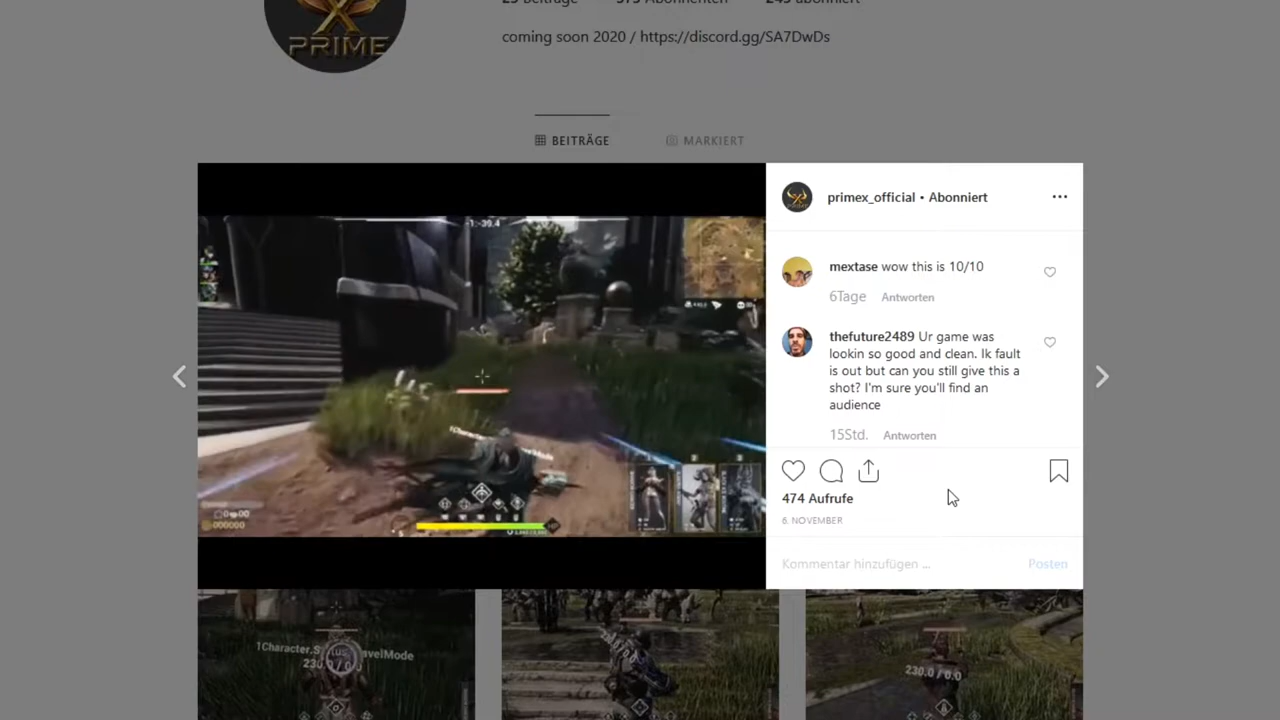 PRIME
coming soon 2020 / https://discord.gg/SA7DwDs
BEITRÄGE
MARKIERT
primex_official • Abonniert
mextase wow this is 10/10
6Tage Antworten
thefuture2489 Ur game was
lookin so good and clean. Ik fault
is out but can you still give this a
shot? I'm sure you'll find an
audience
15Std. Antworten
474 Aufrufe
6. NOVEMBER
Kommentar hinzufügen ...
Posten
-39.4
000000
230.0 / 0.0